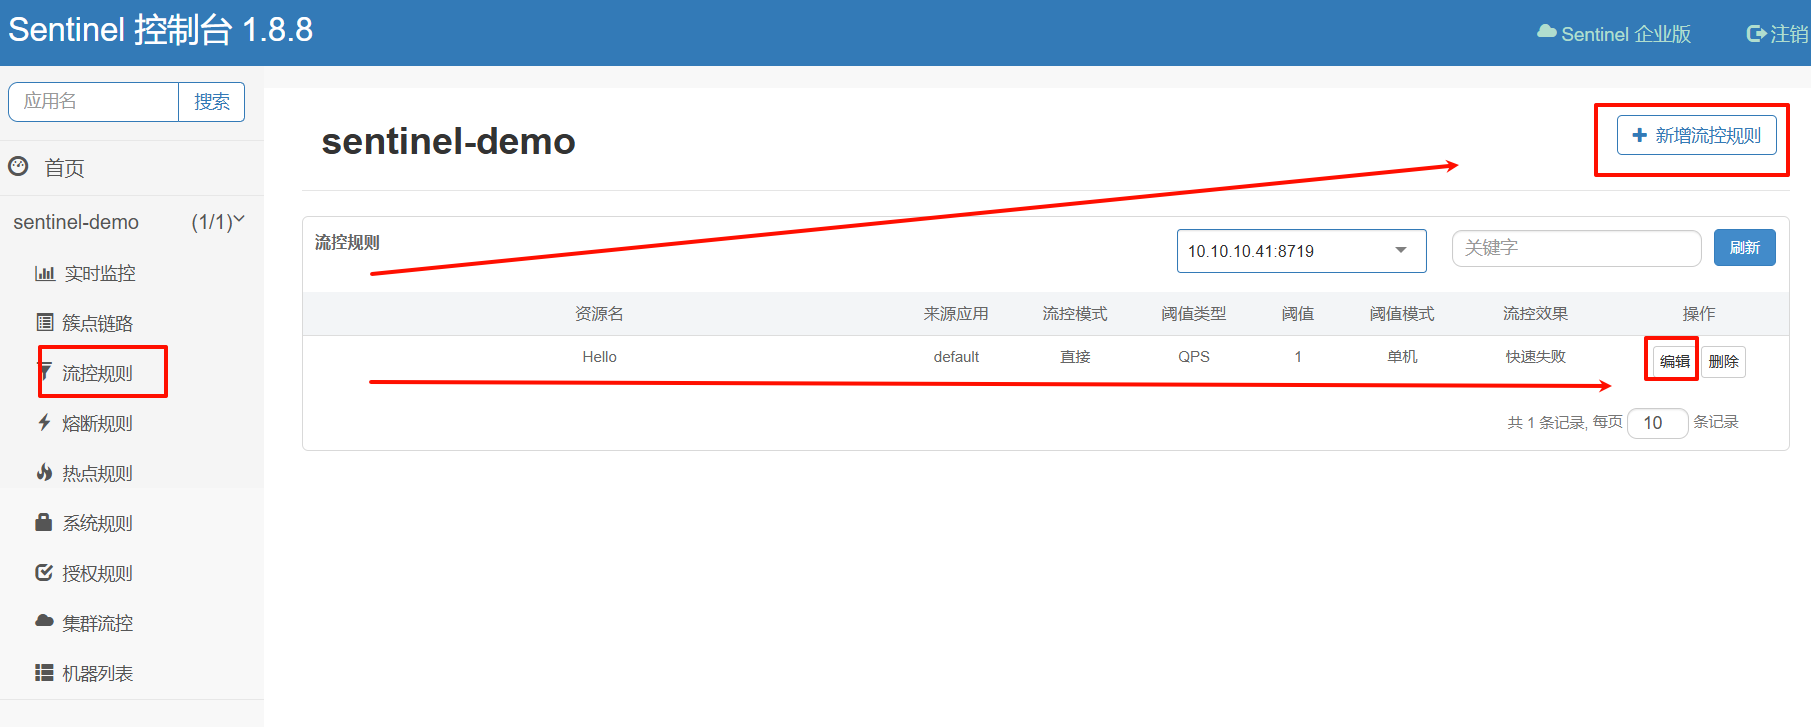 Sentinel 控制台 1.8.8
Sentinel 企业版
注销
应用名
搜索
首页
sentinel-demo (1/1)
实时监控
簇点链路
流控规则
熔断规则
热点规则
系统规则
授权规则
集群流控
机器列表
sentinel-demo
新增流控规则
流控规则
10.10.10.41:8719
关键字
刷新
资源名 来源应用 流控模式 阈值类型 阈值 阈值模式 流控效果 操作
Hello default 直接 QPS 1 单机 快速失败 编辑 删除
共 1 条记录, 每页 10 条记录